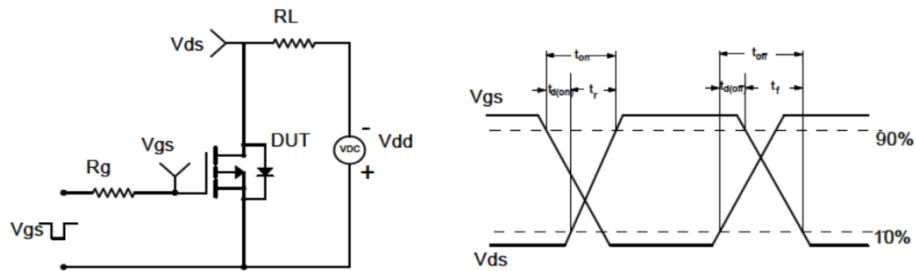 RL
Vds
Vgs
DUT
VDC
-
Vdd
+
Rg
Vgs
ton
toff
td(on)
tr
td(off)
tf
Vgs
90%
10%
Vds